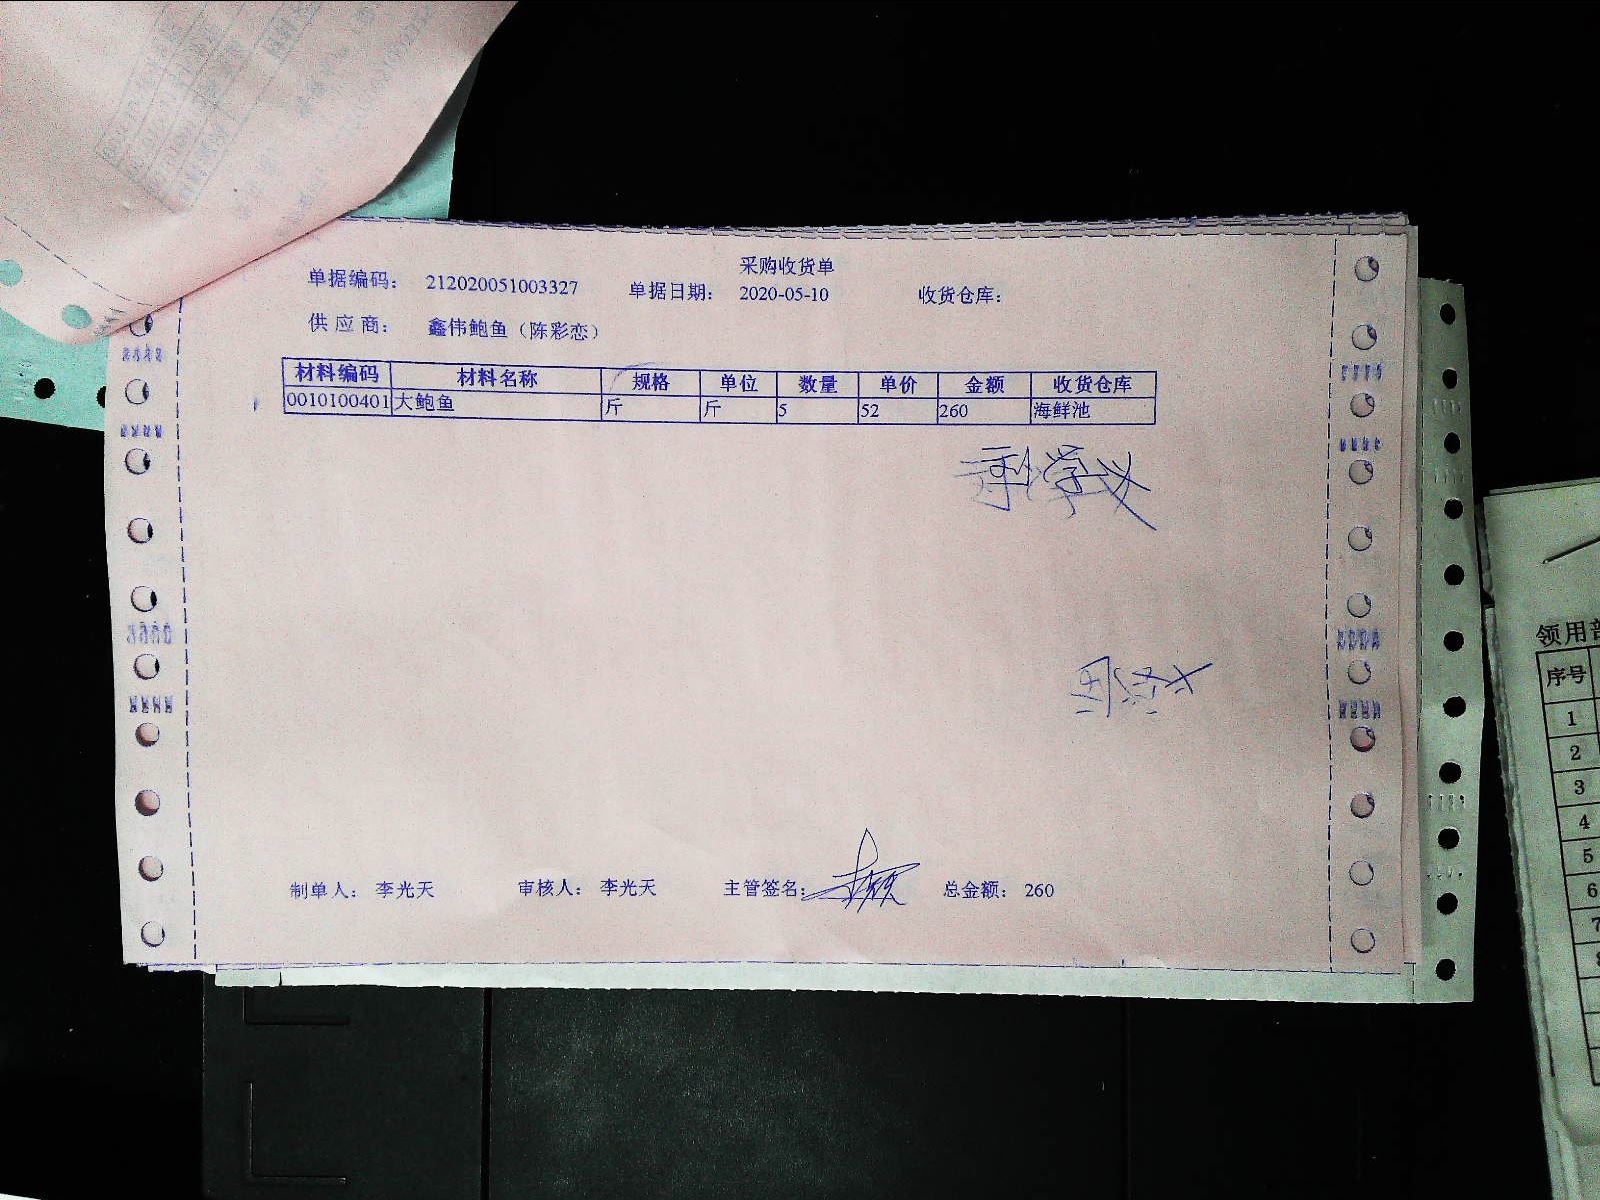 采购收货单
单据编码: 212020051003327 单据日期: 2020-05-10 收货仓库:
供应商: 鑫伟鲍鱼（陈彩恋）
材料编码 材料名称 规格 单位 数量 单价 金额 收货仓库
0010100401 大鲍鱼 斤 斤 5 52 260 海鲜池
制单人: 李光天 审核人: 李光天 主管签名: 总金额: 260
领用
序号
1
2
3
4
5
6
7